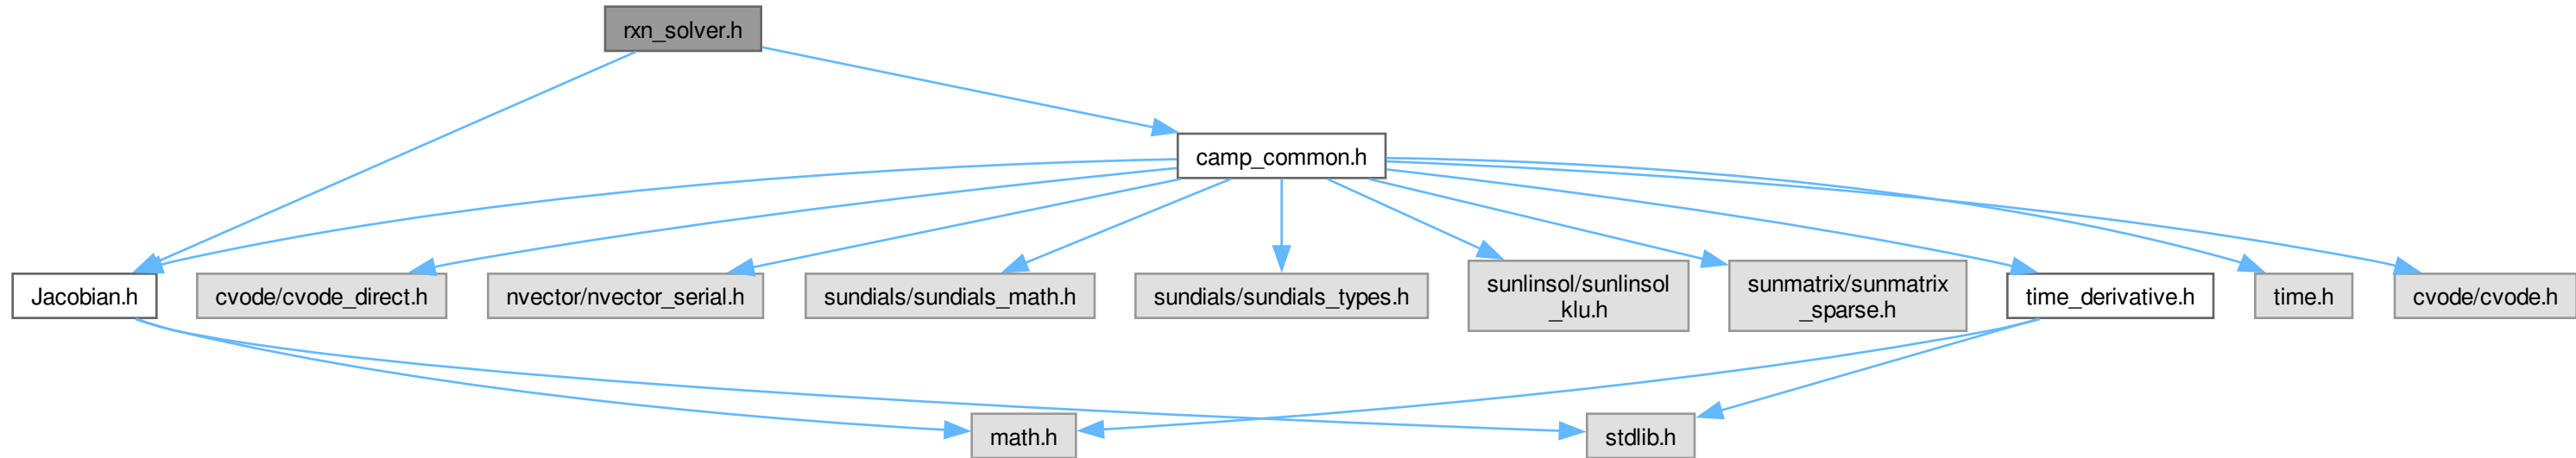 rxn_solver.h
camp_common.h
Jacobian.h
cvode/cvode_direct.h
nvector/nvector_serial.h
sundials/sundials_math.h
sundials/sundials_types.h
sunlinsol/sunlinsol
_klu.h
sunmatrix/sunmatrix
_sparse.h
time_derivative.h
time.h
cvode/cvode.h
math.h
stdlib.h